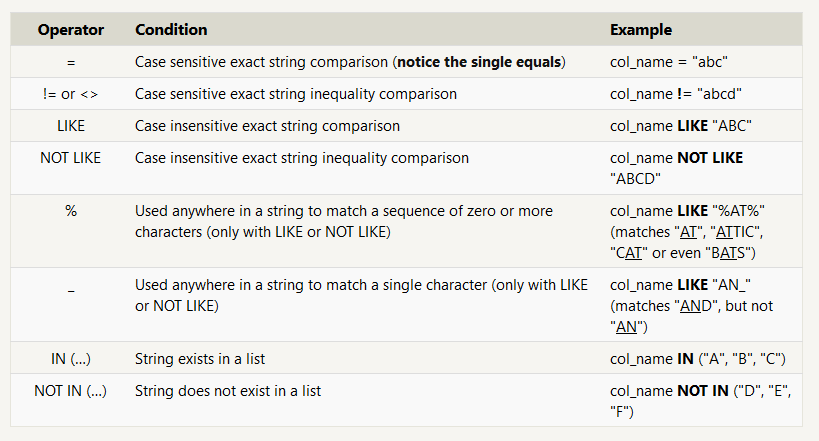 Operator Condition Example
= Case sensitive exact string comparison (notice the single equals) col_name = "abc"
!= or <> Case sensitive exact string inequality comparison col_name != "abcd"
LIKE Case insensitive exact string comparison col_name LIKE "ABC"
NOT LIKE Case insensitive exact string inequality comparison col_name NOT LIKE
"ABCD"
% Used anywhere in a string to match a sequence of zero or more col_name LIKE "%AT%"
characters (only with LIKE or NOT LIKE) (matches "AT", "ATTIC",
"CAT" or even "BATS")
_ Used anywhere in a string to match a single character (only with LIKE col_name LIKE "AN_"
or NOT LIKE) (matches "AND", but not
"AN")
IN (…) String exists in a list col_name IN ("A", "B", "C")
NOT IN (…) String does not exist in a list col_name NOT IN ("D", "E",
"F")